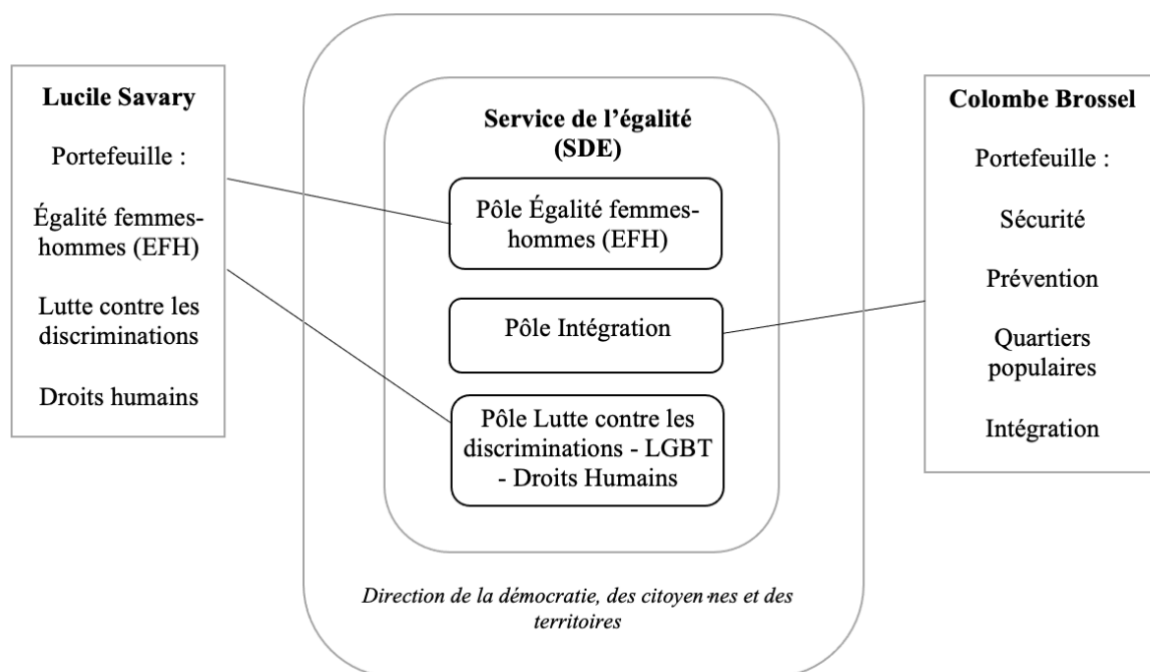 Lucile Savary
Portefeuille :
Égalité femmes-
hommes (EFH)
Lutte contre les
discriminations
Droits humains
Service de l’égalité
(SDE)
Pôle Égalité femmes-
hommes (EFH)
Pôle Intégration
Pôle Lutte contre les
discriminations - LGBT
- Droits Humains
Direction de la démocratie, des citoyen·nes et des
territoires
Colombe Brossel
Portefeuille :
Sécurité
Prévention
Quartiers
populaires
Intégration